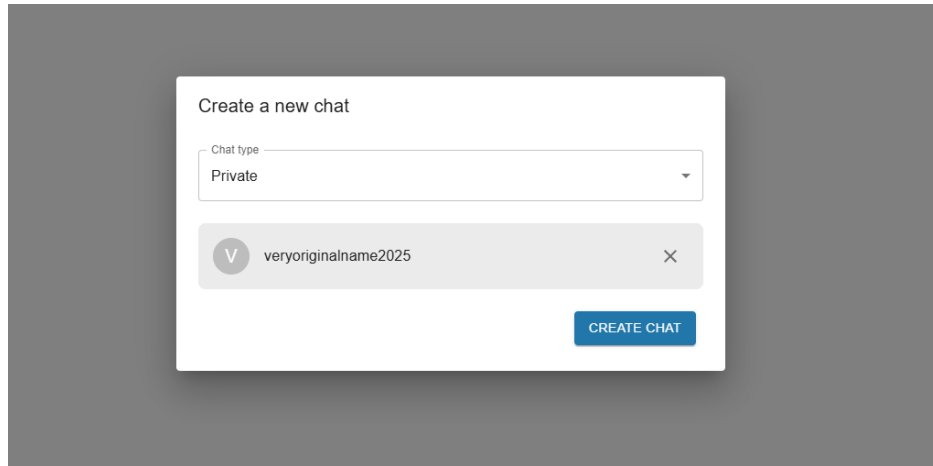 Create a new chat
Chat type
Private
V
veryoriginalname2025
CREATE CHAT